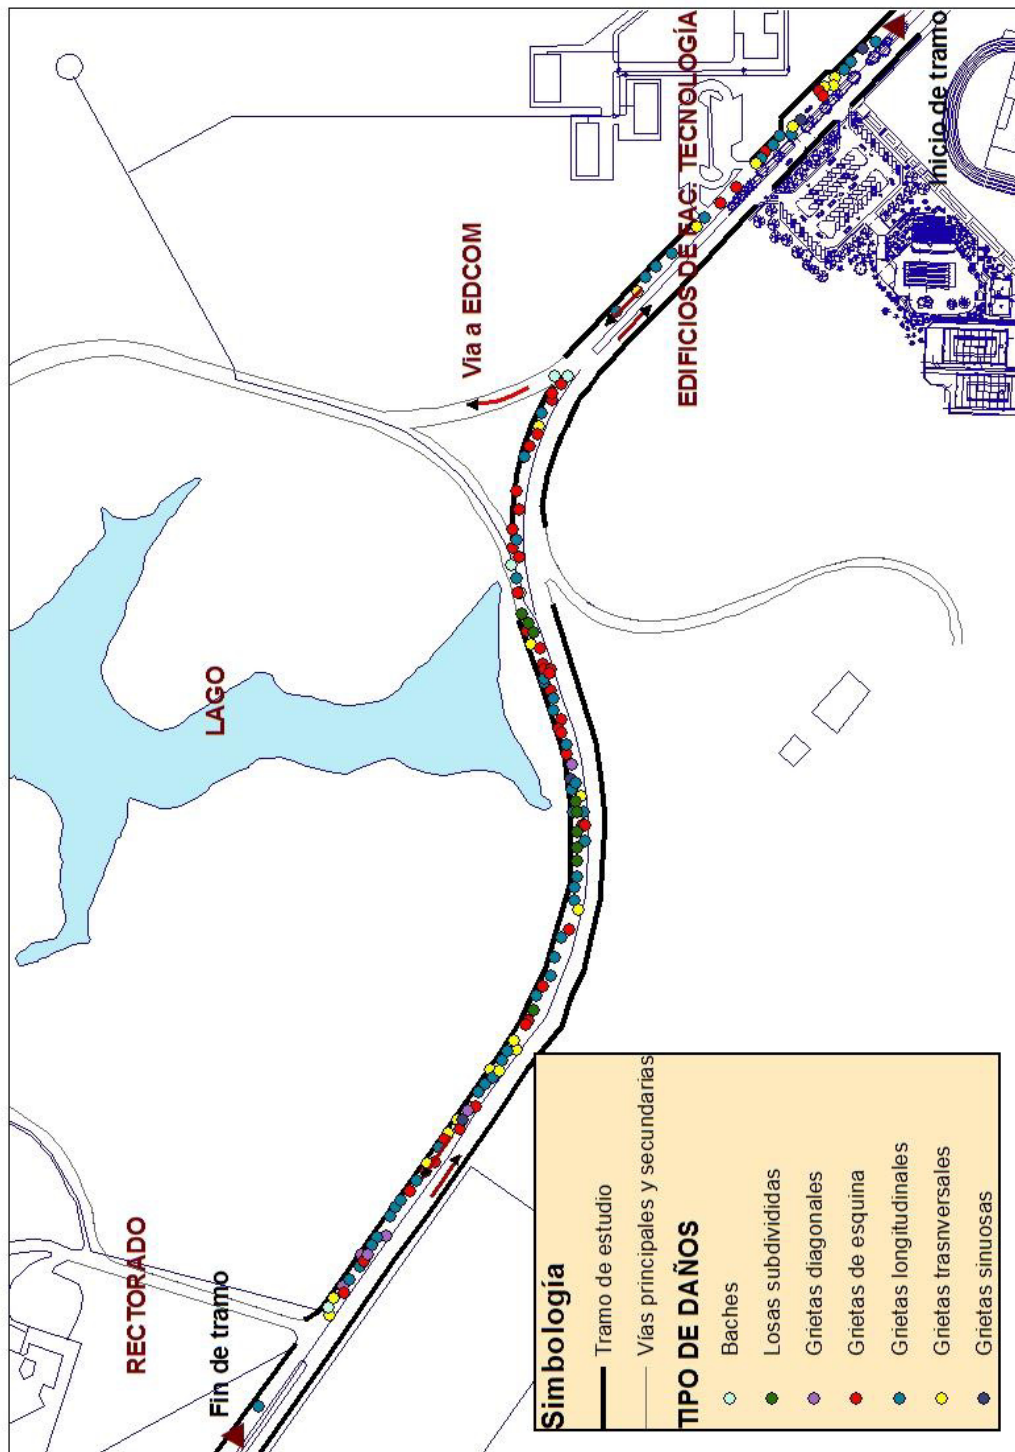 RECTORADO
Fin de tramo
LAGO
Via a EDCOM
EDIFICIOS DE FAC. TECNOLOGÍA
Inicio de tramo
Simbología
Tramo de estudio
Vías principales y secundarias
TIPO DE DAÑOS
Baches
Losas subdivididas
Grietas diagonales
Grietas de esquina
Grietas longitudinales
Grietas trasnversales
Grietas sinuosas